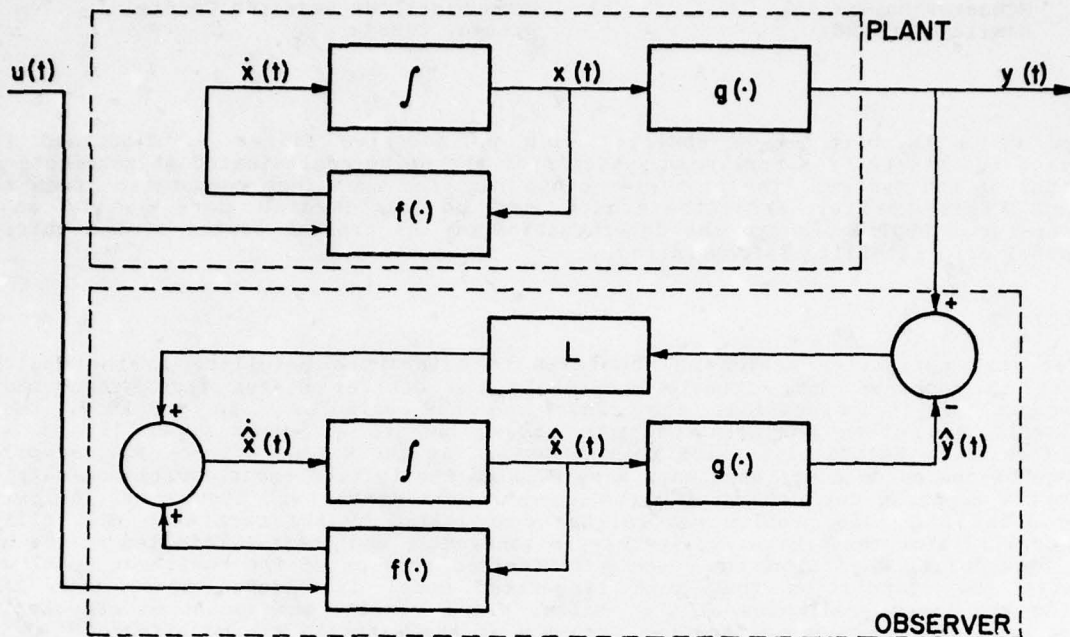 PLANT
u(t)
ẋ(t)
∫
x(t)
g(·)
y(t)
f(·)
+
L
−
+
x̂̇(t)
∫
x̂(t)
g(·)
ŷ(t)
+
f(·)
OBSERVER